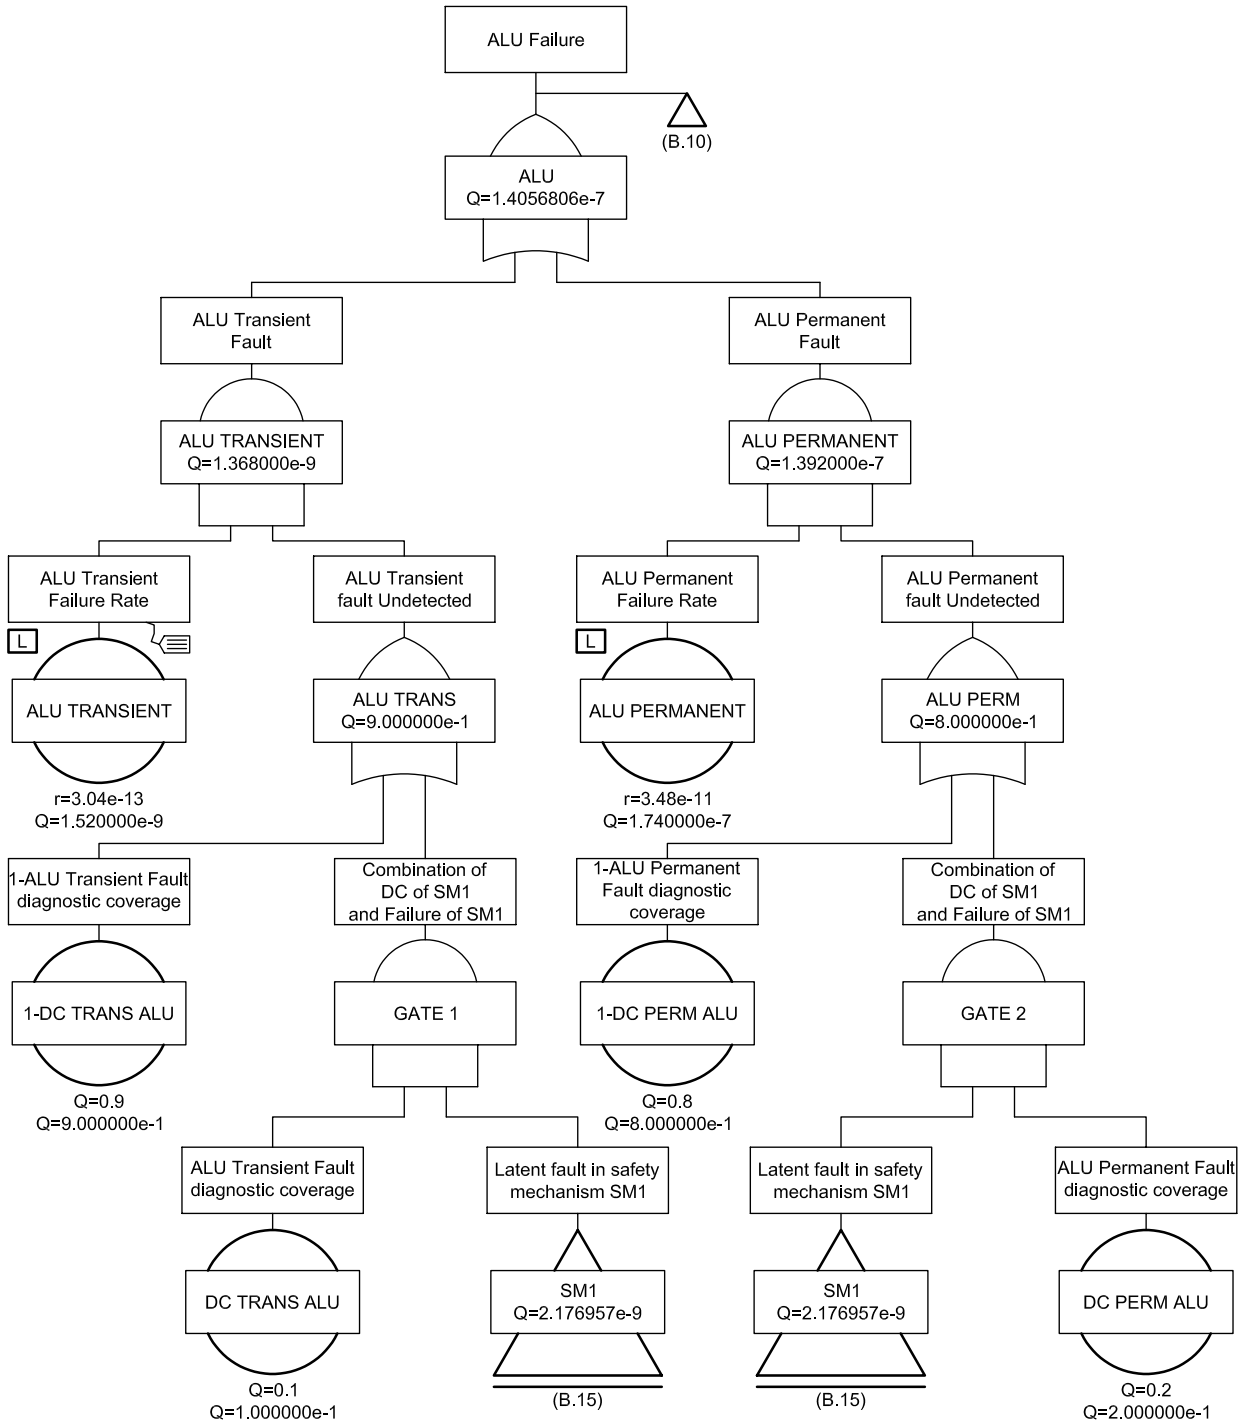 ALU Failure
(B.10)
ALU
Q=1.4056806e-7
ALU Transient
Fault
ALU Permanent
Fault
ALU TRANSIENT
Q=1.368000e-9
ALU PERMANENT
Q=1.392000e-7
ALU Transient
Failure Rate
ALU Transient
fault Undetected
ALU Permanent
Failure Rate
ALU Permanent
fault Undetected
L
L
ALU TRANSIENT
ALU TRANS
Q=9.000000e-1
ALU PERMANENT
ALU PERM
Q=8.000000e-1
r=3.04e-13
Q=1.520000e-9
r=3.48e-11
Q=1.740000e-7
1-ALU Transient Fault
diagnostic coverage
Combination of
DC of SM1
and Failure of SM1
1-ALU Permanent
Fault diagnostic
coverage
Combination of
DC of SM1
and Failure of SM1
1-DC TRANS ALU
GATE 1
1-DC PERM ALU
GATE 2
Q=0.9
Q=9.000000e-1
Q=0.8
Q=8.000000e-1
ALU Transient Fault
diagnostic coverage
Latent fault in safety
mechanism SM1
Latent fault in safety
mechanism SM1
ALU Permanent Fault
diagnostic coverage
DC TRANS ALU
SM1
Q=2.176957e-9
SM1
Q=2.176957e-9
DC PERM ALU
Q=0.1
Q=1.000000e-1
(B.15)
(B.15)
Q=0.2
Q=2.000000e-1